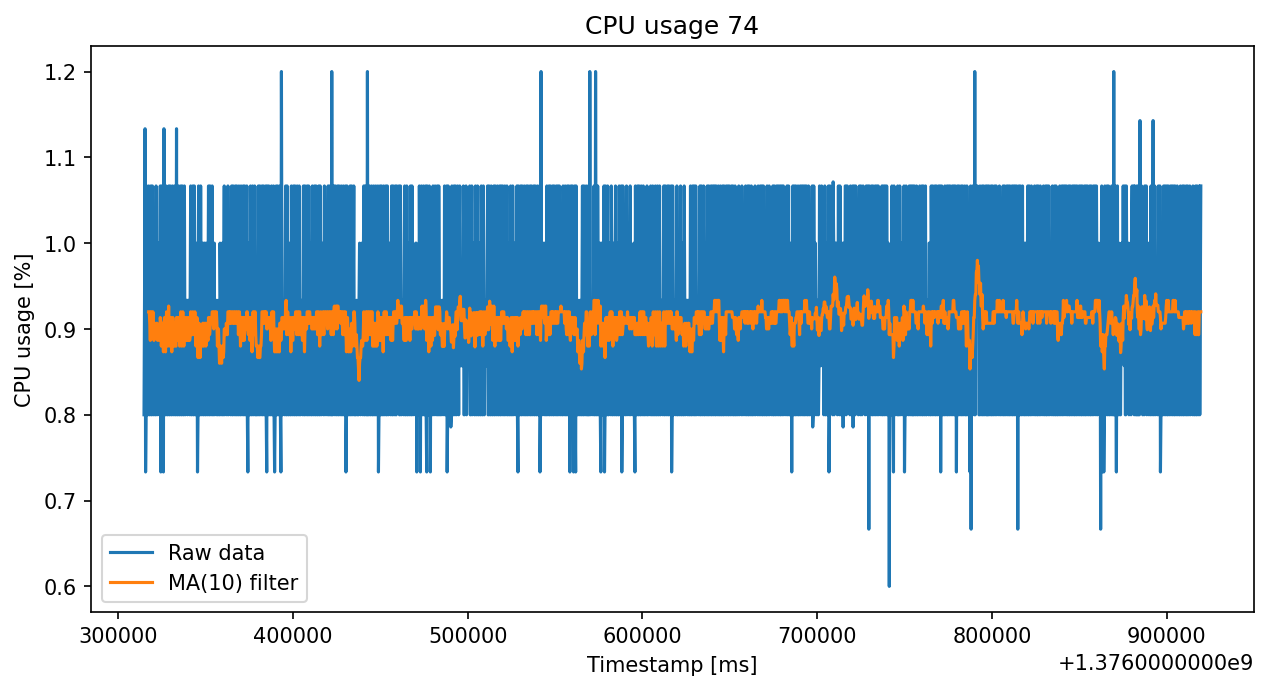 CPU usage 74
1.2
1.1
1.0
0.9
0.8
0.7
0.6
CPU usage [%]
Raw data
MA(10) filter
300000 400000 500000 600000 700000 800000 900000
Timestamp [ms]
+1.3760000000e9